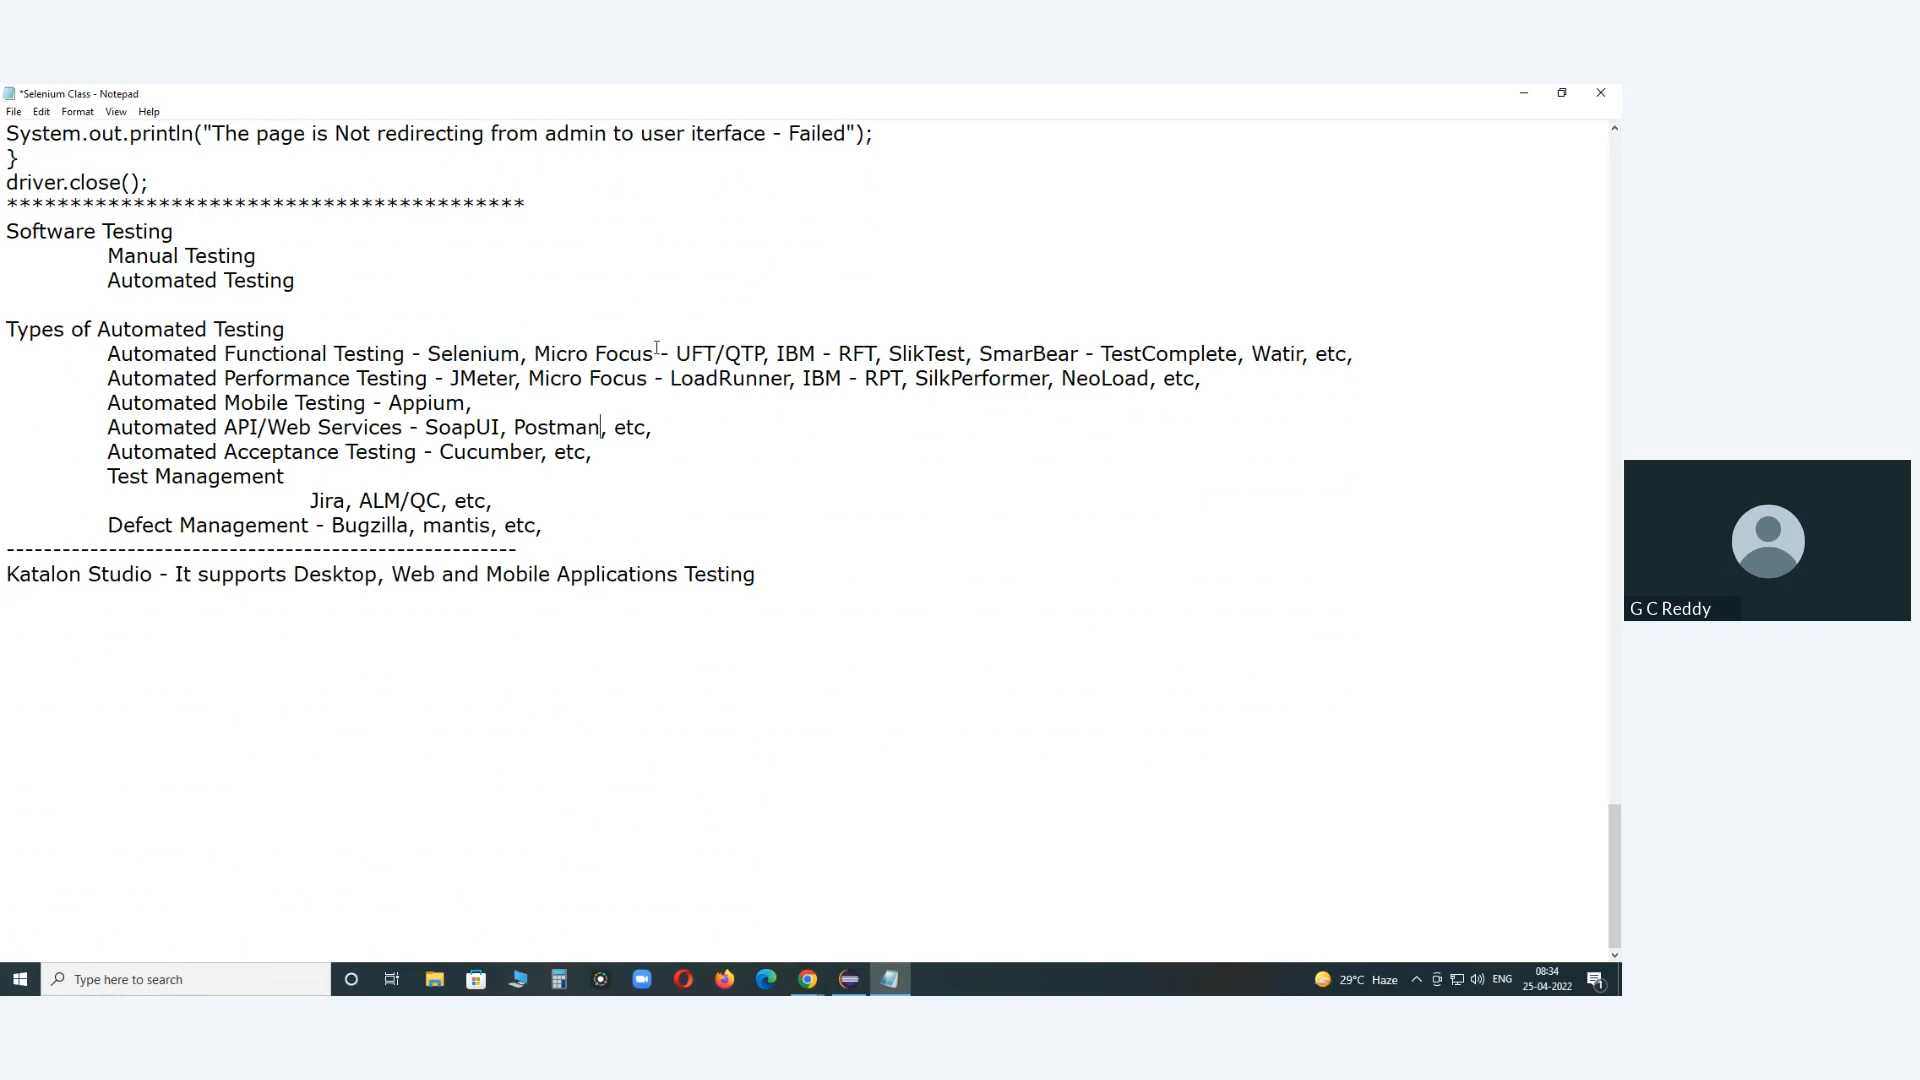 *Selenium Class - Notepad
File Edit Format View Help
System.out.println("The page is Not redirecting from admin to user iterface - Failed");
}
driver.close();
*****************************************
Software Testing
Manual Testing
Automated Testing
Types of Automated Testing
Automated Functional Testing - Selenium, Micro Focus - UFT/QTP, IBM - RFT, SlikTest, SmarBear - TestComplete, Watir, etc,
Automated Performance Testing - JMeter, Micro Focus - LoadRunner, IBM - RPT, SilkPerformer, NeoLoad, etc,
Automated Mobile Testing - Appium,
Automated API/Web Services - SoapUI, Postman, etc,
Automated Acceptance Testing - Cucumber, etc,
Test Management
Jira, ALM/QC, etc,
Defect Management - Bugzilla, mantis, etc,
-------------------------------------------------------
Katalon Studio - It supports Desktop, Web and Mobile Applications Testing
G C Reddy
Type here to search
29°C Haze
ENG
08:34
25-04-2022
1